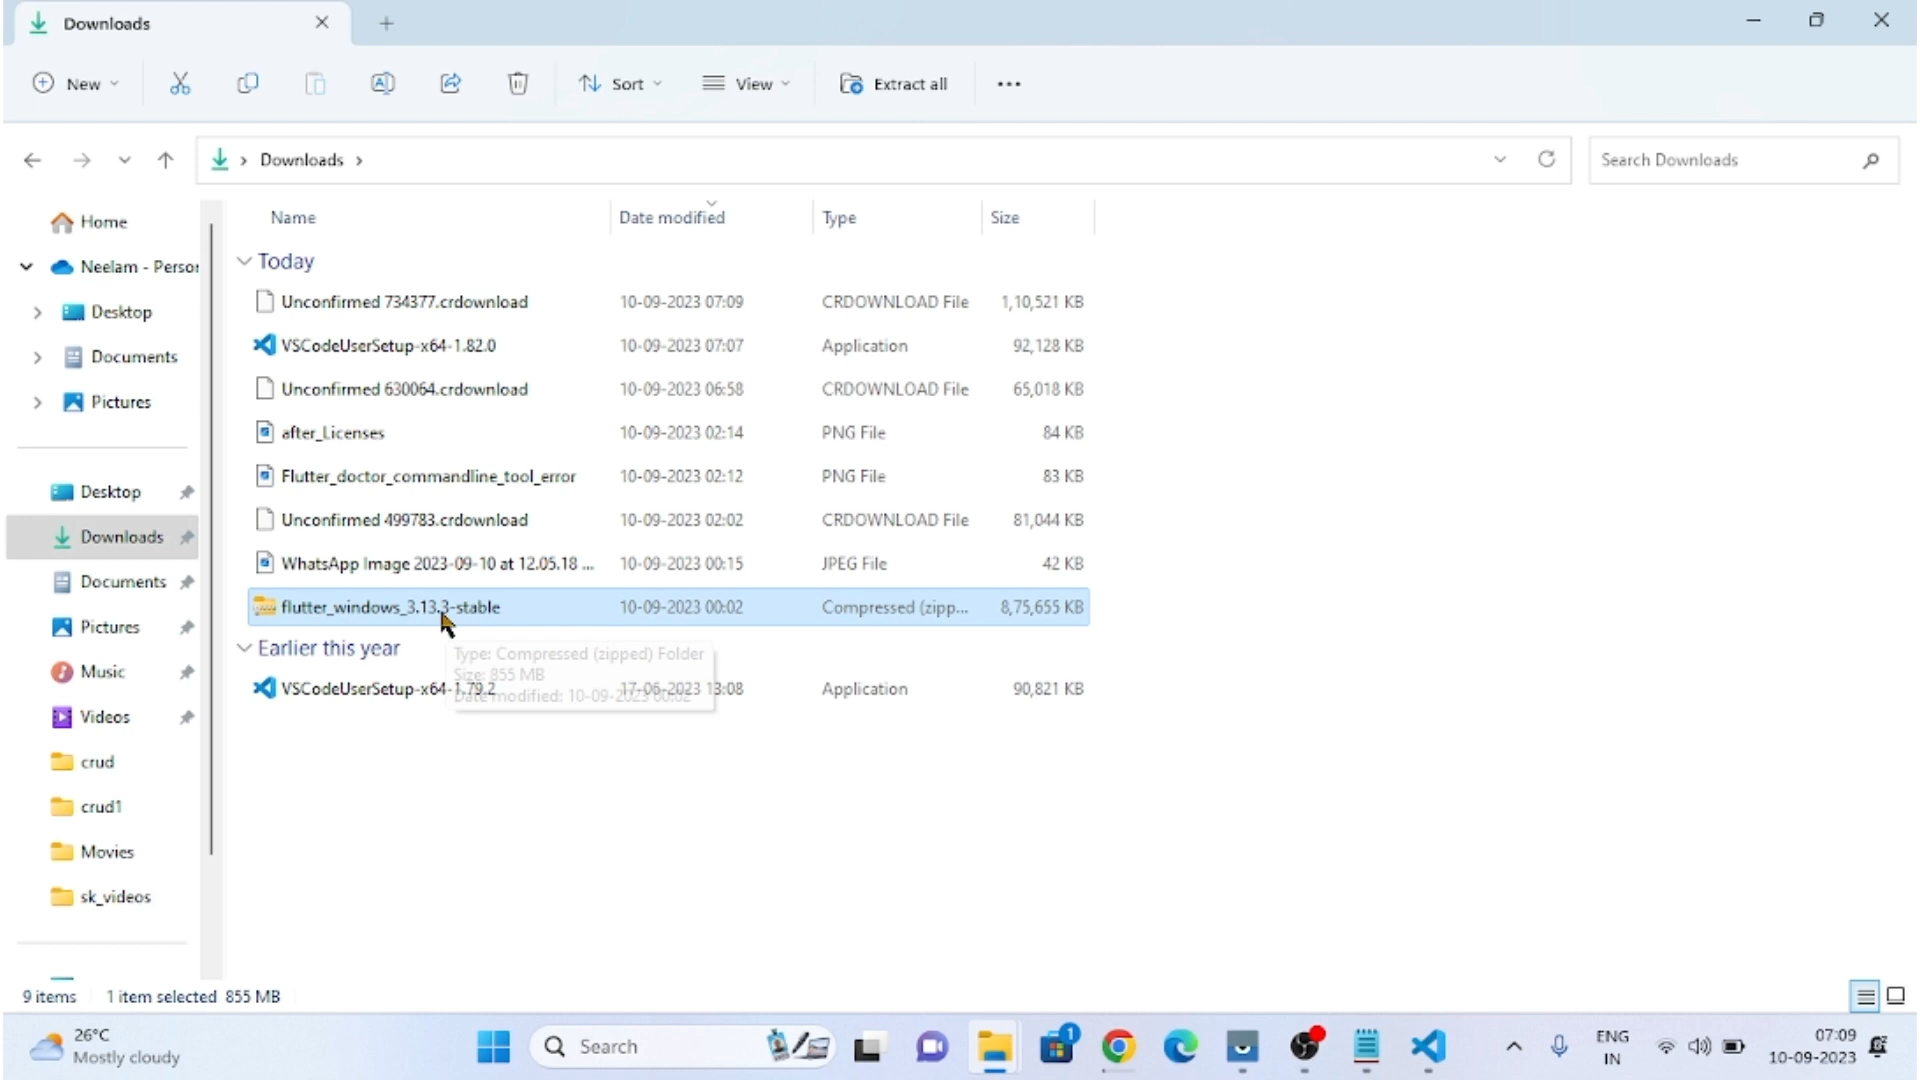 Downloads
New
Sort
View
Extract all
Downloads
Search Downloads
Home
Neelam - Persor
Desktop
Documents
Pictures
Desktop
Downloads
Documents
Pictures
Music
Videos
crud
crud1
Movies
sk_videos
Name Date modified Type Size
Today
Unconfirmed 734377.crdownload 10-09-2023 07:09 CRDOWNLOAD File 1,10,521 KB
VSCodeUserSetup-x64-1.82.0 10-09-2023 07:07 Application 92,128 KB
Unconfirmed 630064.crdownload 10-09-2023 06:58 CRDOWNLOAD File 65,018 KB
after_Licenses 10-09-2023 02:14 PNG File 84 KB
Flutter_doctor_commandline_tool_error 10-09-2023 02:12 PNG File 83 KB
Unconfirmed 499783.crdownload 10-09-2023 02:02 CRDOWNLOAD File 81,044 KB
WhatsApp Image 2023-09-10 at 12.05.18 ... 10-09-2023 00:15 JPEG File 42 KB
flutter_windows_3.13.3-stable 10-09-2023 00:02 Compressed (zipp... 8,75,655 KB
Earlier this year
Type: Compressed (zipped) Folder
Size: 855 MB
Date modified: 10-09-2023 00:02
VSCodeUserSetup-x64-1.79.2 17-06-2023 13:08 Application 90,821 KB
9 items 1 item selected 855 MB
26°C
Mostly cloudy
Search
1
ENG
IN
07:09
10-09-2023